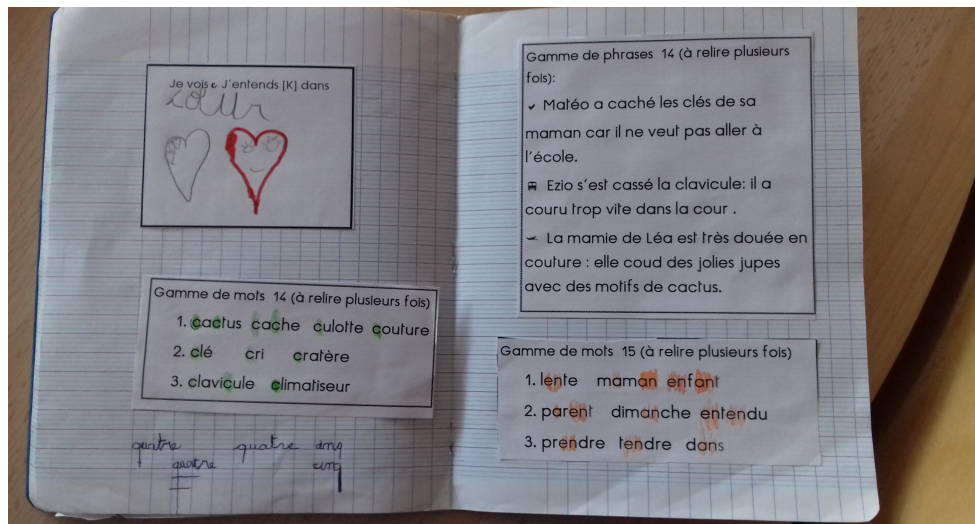 Je vois c J'entends [K] dans
cœur
Gamme de mots 14 (à relire plusieurs fois)
1. cactus cache culotte couture
2. clé cri cratère
3. clavicule climatiseur
quatre quatre cinq
quatre cinq
Gamme de phrases 14 (à relire plusieurs
fois):
Matéo a caché les clés de sa
maman car il ne veut pas aller à
l'école.
Ezio s'est cassé la clavicule: il a
couru trop vite dans la cour .
La mamie de Léa est très douée en
couture : elle coud des jolies jupes
avec des motifs de cactus.
Gamme de mots 15 (à relire plusieurs fois)
1. lente maman enfant
2. parent dimanche entendu
3. prendre tendre dans